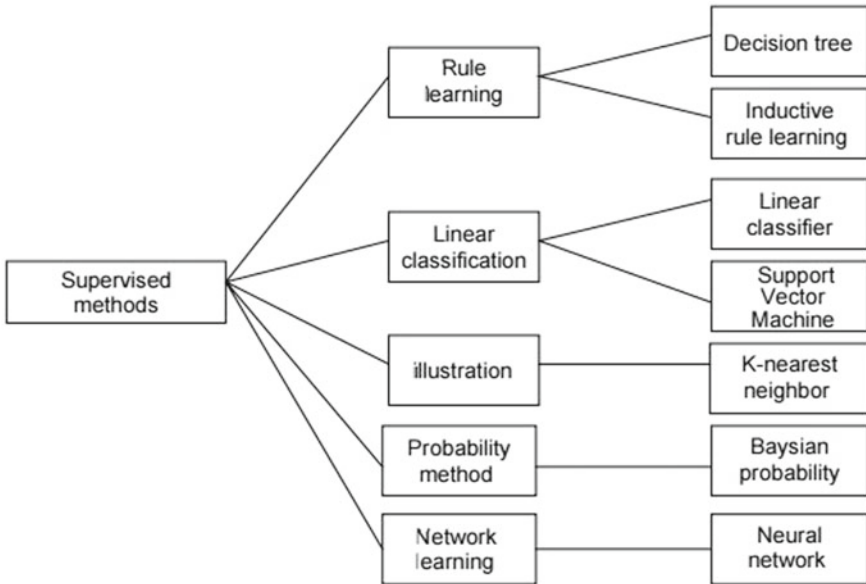 Supervised
methods
Rule
learning
Decision tree
Inductive
rule learning
Linear
classification
Linear
classifier
Support
Vector
Machine
illustration
K-nearest
neighbor
Probability
method
Baysian
probability
Network
learning
Neural
network